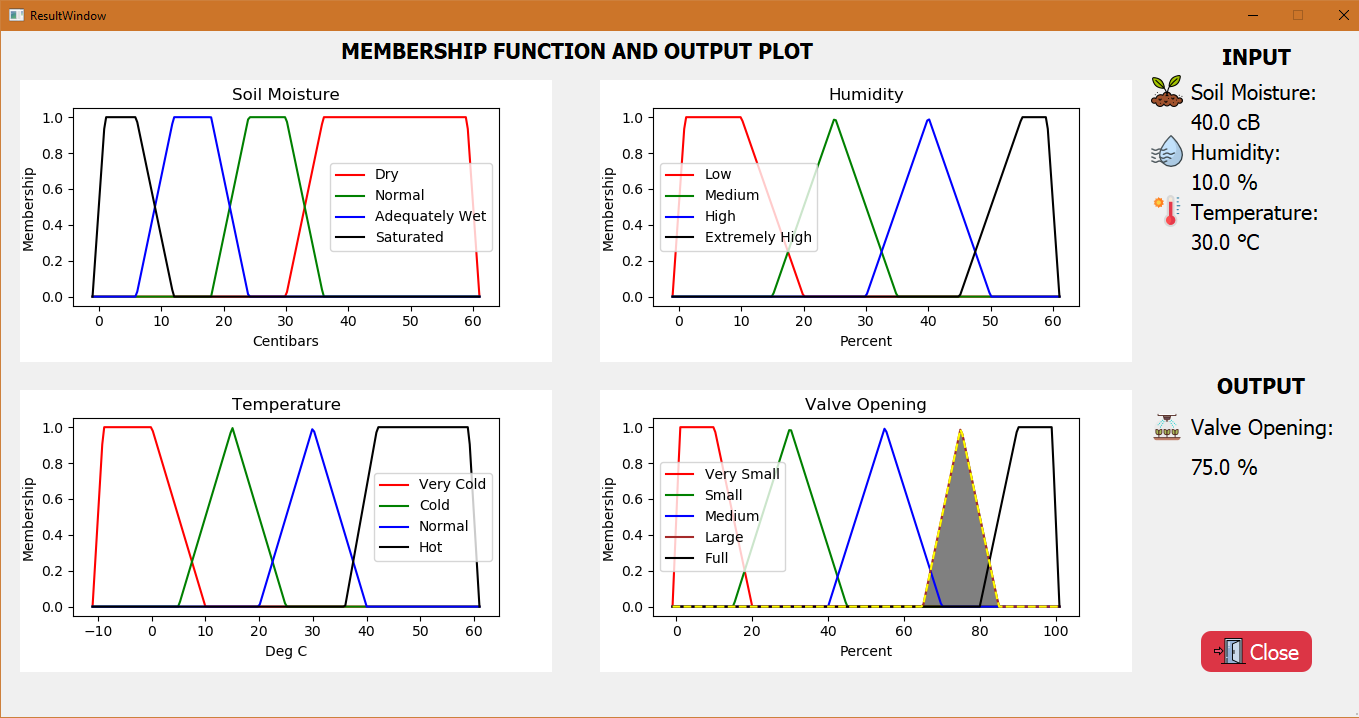 ResultWindow
MEMBERSHIP FUNCTION AND OUTPUT PLOT
Soil Moisture
Membership
1.0
0.8
0.6
0.4
0.2
0.0
0 10 20 30 40 50 60
Centibars
Dry
Normal
Adequately Wet
Saturated
Humidity
Membership
1.0
0.8
0.6
0.4
0.2
0.0
0 10 20 30 40 50 60
Percent
Low
Medium
High
Extremely High
Temperature
Membership
1.0
0.8
0.6
0.4
0.2
0.0
−10 0 10 20 30 40 50 60
Deg C
Very Cold
Cold
Normal
Hot
Valve Opening
Membership
1.0
0.8
0.6
0.4
0.2
0.0
0 20 40 60 80 100
Percent
Very Small
Small
Medium
Large
Full
INPUT
Soil Moisture:
40.0 cB
Humidity:
10.0 %
Temperature:
30.0 °C
OUTPUT
Valve Opening:
75.0 %
Close